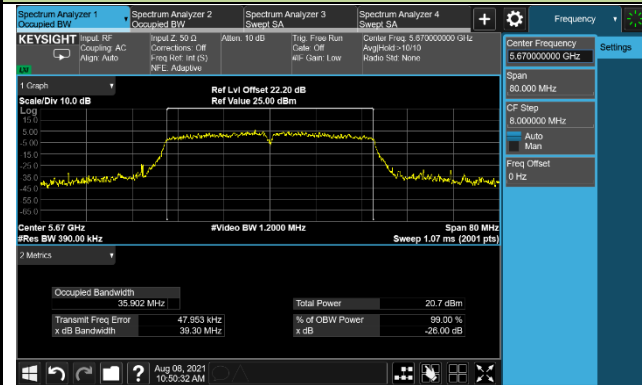 Spectrum Analyzer 1
Occupied BW
Spectrum Analyzer 2
Occupied BW
Spectrum Analyzer 3
Swept SA
Spectrum Analyzer 4
Swept SA
+
Frequency
KEYSIGHT
Input: RF
Coupling: AC
Align: Auto
Input Z: 50 Ω
Corrections: Off
Freq Ref: Int (S)
NFE: Adaptive
Atten: 10 dB
Trig: Free Run
Gate: Off
#IF Gain: Low
Center Freq: 5.670000000 GHz
Avg|Hold:>10/10
Radio Std: None
Center Frequency
5.670000000 GHz
Settings
Span
80.000 MHz
CF Step
8.000000 MHz
Auto
Man
Freq Offset
0 Hz
1 Graph
Scale/Div 10.0 dB
Ref Lvl Offset 22.20 dB
Ref Value 25.00 dBm
Log
15.0
5.00
-5.00
-15.0
-25.0
-35.0
-45.0
-55.0
-65.0
Center 5.67 GHz
#Res BW 390.00 kHz
#Video BW 1.2000 MHz
Span 80 MHz
Sweep 1.07 ms (2001 pts)
2 Metrics
Occupied Bandwidth
35.902 MHz
Transmit Freq Error
47.953 kHz
x dB Bandwidth
39.30 MHz
Total Power
20.7 dBm
% of OBW Power
99.00 %
x dB
-26.00 dB
?
Aug 08, 2021
10:50:32 AM